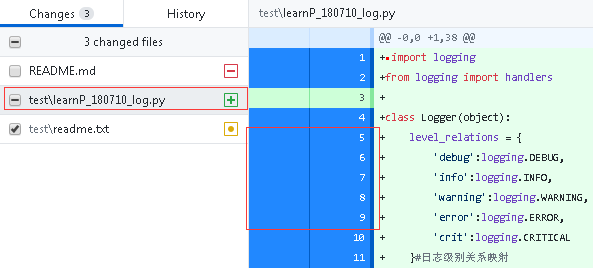 Changes 3
History
3 changed files
README.md
test\learnP_180710_log.py
test\readme.txt
test\learnP_180710_log.py
@@ -0,0 +1,38 @@
1 +import logging
2 +from logging import handlers
3 +
4 +class Logger(object):
5 + level_relations = {
6 + 'debug':logging.DEBUG,
7 + 'info':logging.INFO,
8 + 'warning':logging.WARNING,
9 + 'error':logging.ERROR,
10 + 'crit':logging.CRITICAL
11 + }#日志级别关系映射